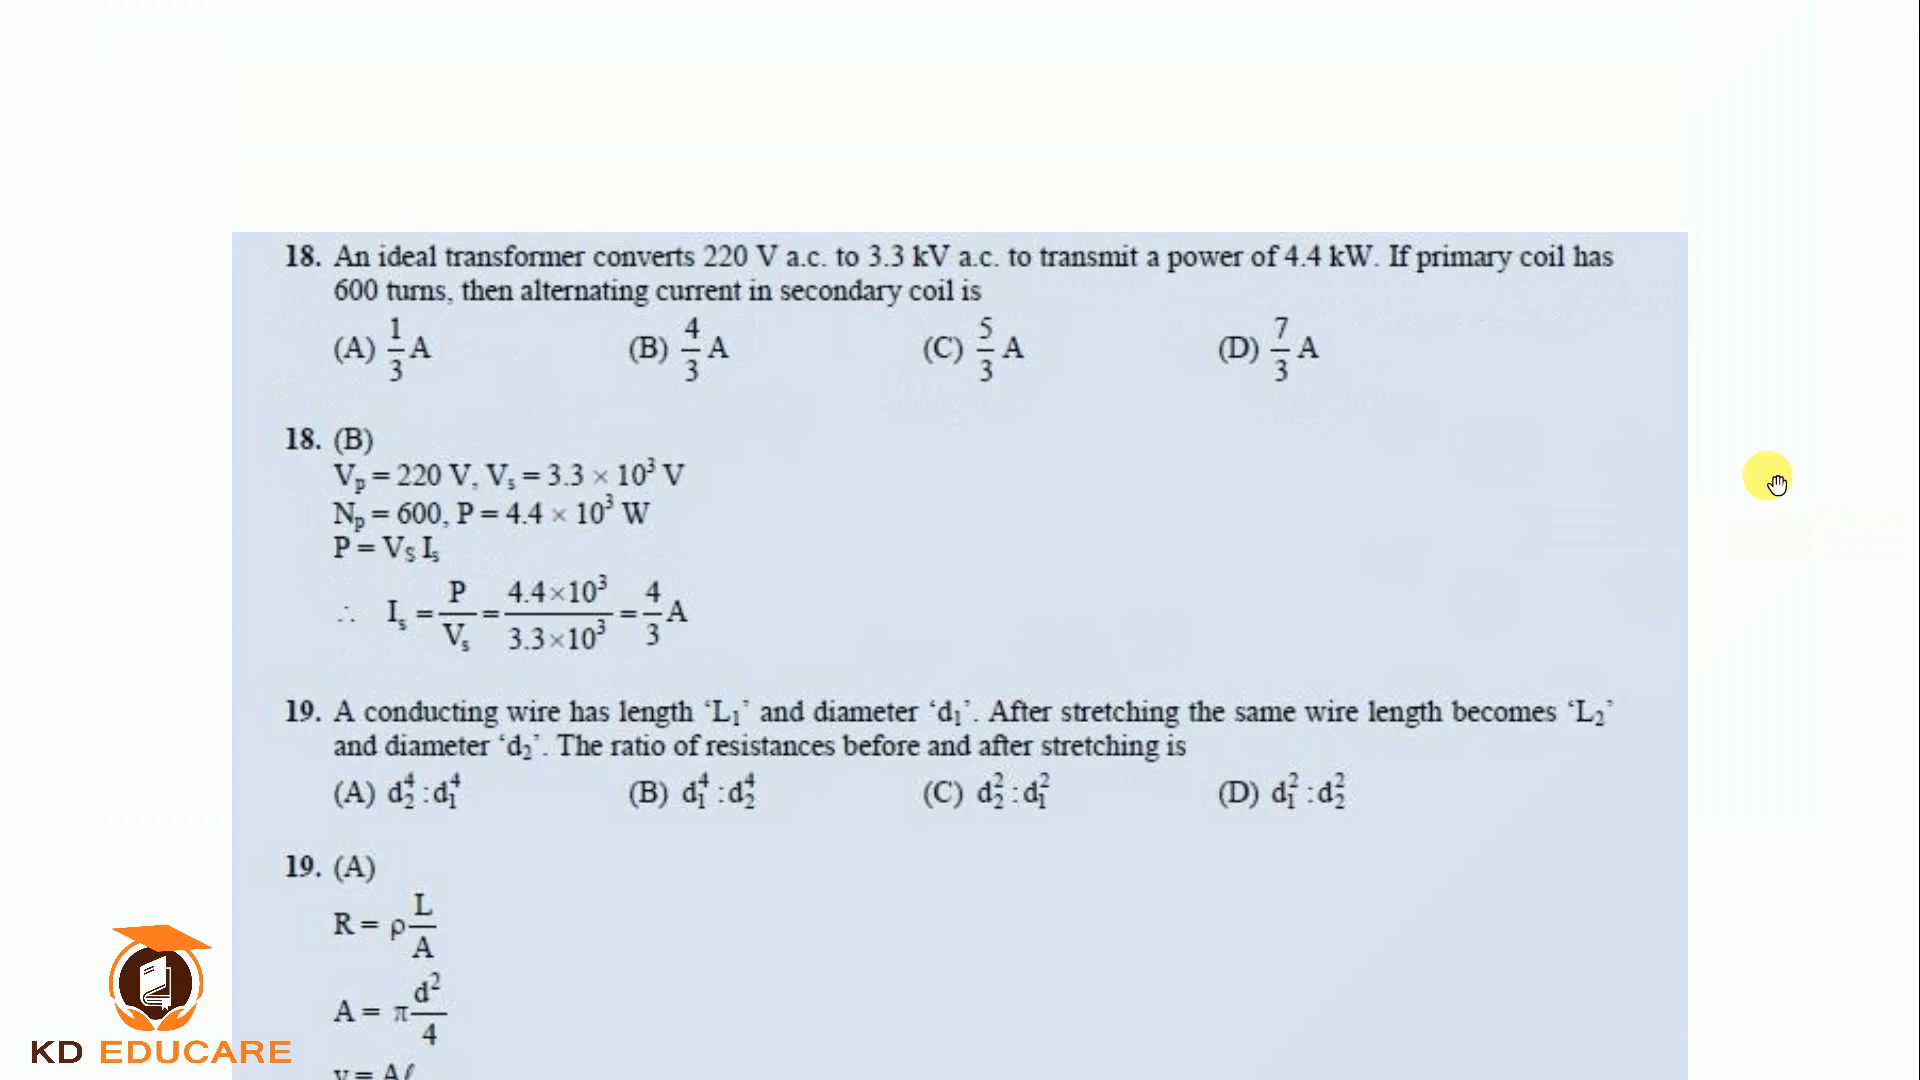 18. An ideal transformer converts 220 V a.c. to 3.3 kV a.c. to transmit a power of 4.4 kW. If primary coil has
600 turns, then alternating current in secondary coil is
(A) 1/3 A (B) 4/3 A (C) 5/3 A (D) 7/3 A
18. (B)
Vₚ = 220 V, Vₛ = 3.3 × 10³ V
Nₚ = 600, P = 4.4 × 10³ W
P = V_S Iₛ
∴ Iₛ = P/Vₛ = 4.4×10³/3.3×10³ = 4/3 A
19. A conducting wire has length ‘L₁’ and diameter ‘d₁’. After stretching the same wire length becomes ‘L₂’
and diameter ‘d₂’. The ratio of resistances before and after stretching is
(A) d₂⁴ : d₁⁴ (B) d₁⁴ : d₂⁴ (C) d₂² : d₁² (D) d₁² : d₂²
19. (A)
R = ρ L/A
A = π d²/4
v = Aℓ
KD EDUCARE